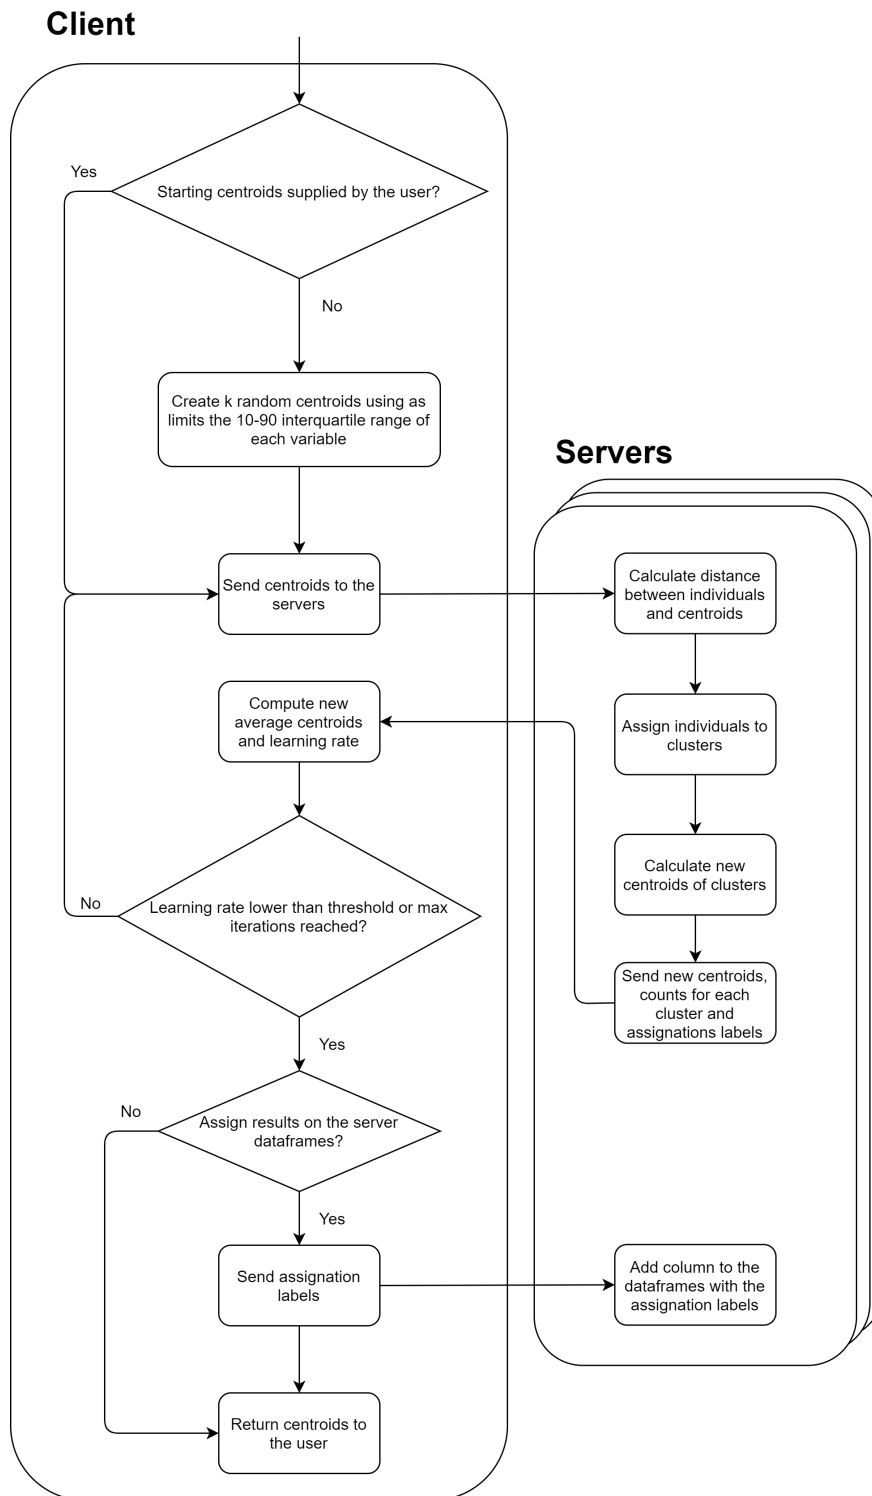 Client
Yes
Starting centroids supplied by the user?
No
Create k random centroids using as
limits the 10-90 interquartile range of
each variable
Send centroids to the
servers
Compute new
average centroids
and learning rate
No
Learning rate lower than threshold or max
iterations reached?
Yes
No
Assign results on the server
dataframes?
Yes
Send assignation
labels
Return centroids to
the user
Servers
Calculate distance
between individuals
and centroids
Assign individuals to
clusters
Calculate new
centroids of clusters
Send new centroids,
counts for each
cluster and
assignations labels
Add column to the
dataframes with the
assignation labels